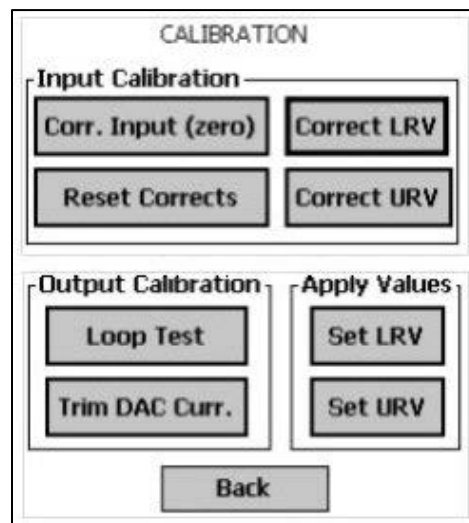 CALIBRATION
Input Calibration
Corr. Input (zero) Correct LRV
Reset Corrects Correct URV
Output Calibration Apply Values
Loop Test Set LRV
Trim DAC Curr. Set URV
Back